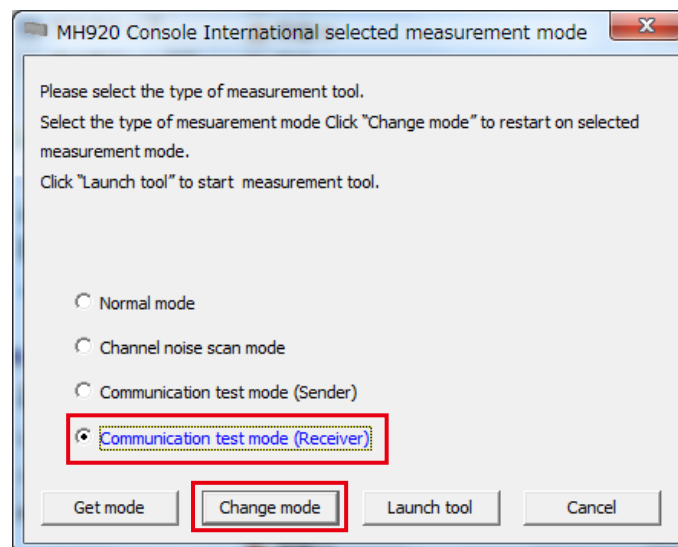 MH920 Console International selected measurement mode
Please select the type of measurement tool.
Select the type of mesuarement mode Click “Change mode” to restart on selected
measurement mode.
Click “Launch tool” to start measurement tool.
Normal mode
Channel noise scan mode
Communication test mode (Sender)
Communication test mode (Receiver)
Get mode Change mode Launch tool Cancel